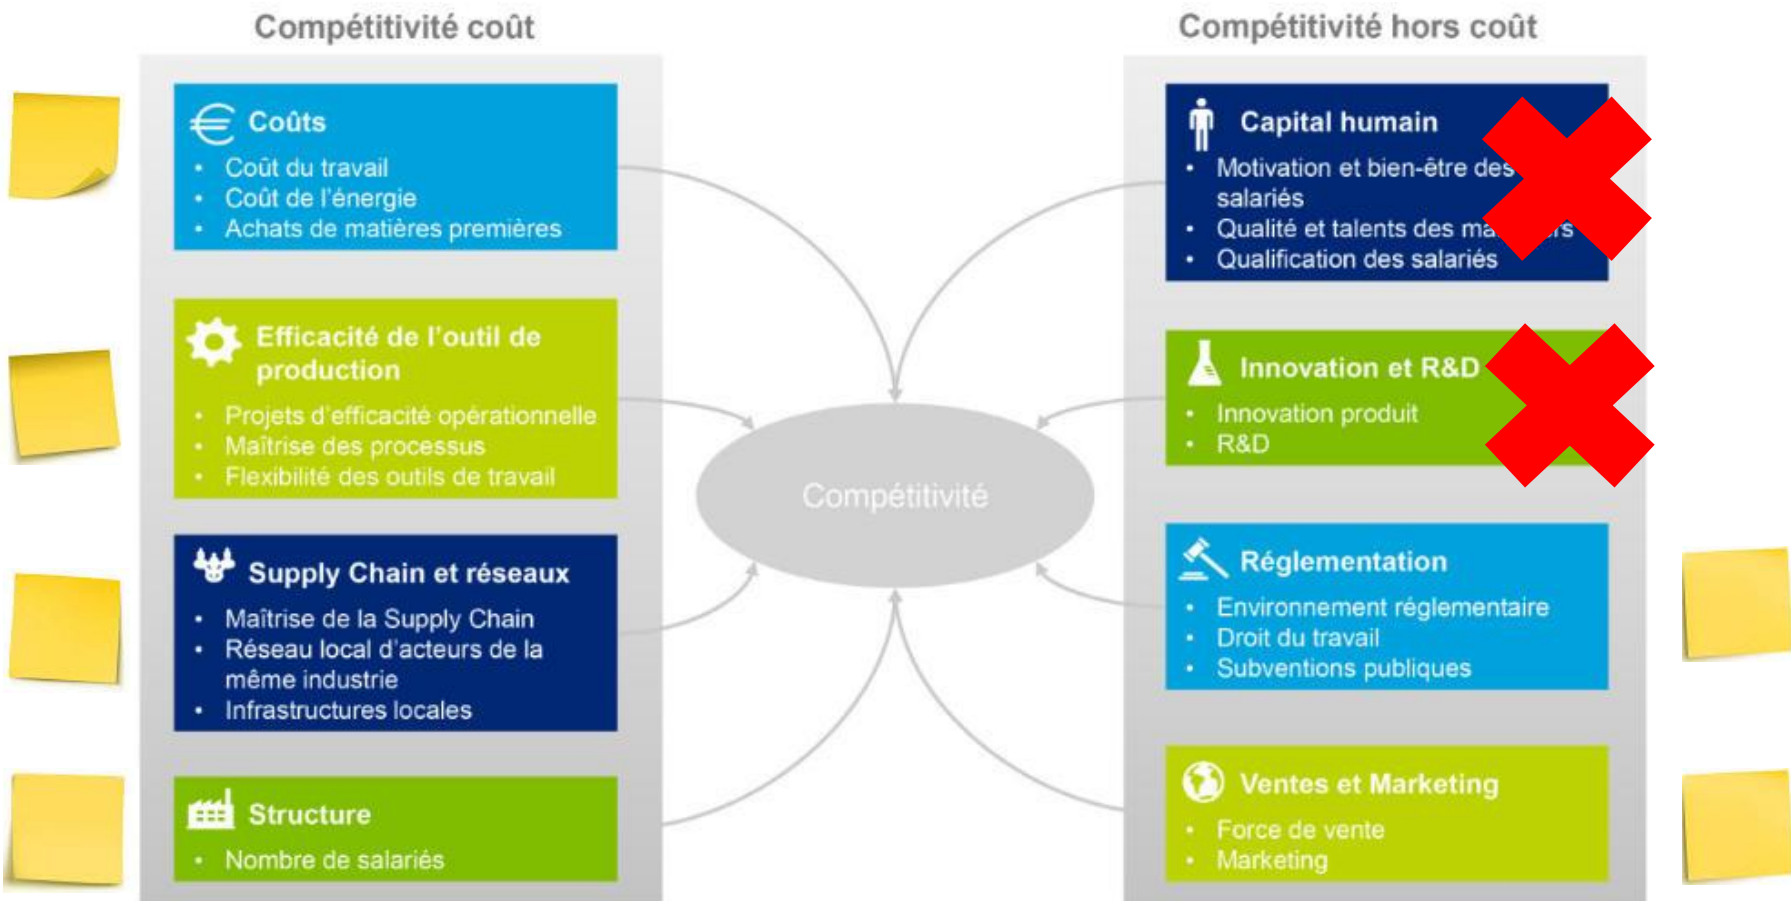 Compétitivité coût
€ Coûts
• Coût du travail
• Coût de l'énergie
• Achats de matières premières
Efficacité de l'outil de
production
• Projets d'efficacité opérationnelle
• Maîtrise des processus
• Flexibilité des outils de travail
Supply Chain et réseaux
• Maîtrise de la Supply Chain
• Réseau local d'acteurs de la
même industrie
• Infrastructures locales
Structure
• Nombre de salariés
Compétitivité
Compétitivité hors coût
Capital humain
• Motivation et bien-être des
salariés
• Qualité et talents des
• Qualification des salariés
Innovation et R&D
• Innovation produit
• R&D
Réglementation
• Environnement réglementaire
• Droit du travail
• Subventions publiques
Ventes et Marketing
• Force de vente
• Marketing